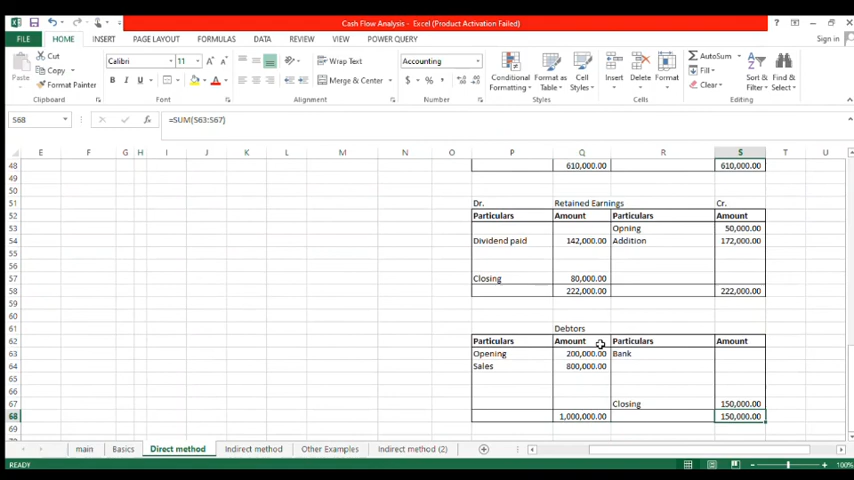 Cash Flow Analysis - Excel (Product Activation Failed)
FILE HOME INSERT PAGE LAYOUT FORMULAS DATA REVIEW VIEW POWER QUERY Sign in
Cut Calibri 11 Wrap Text Accounting AutoSum
Copy Fill
Paste Format Painter B I U Merge & Center $ % Conditional Formatting Format as Table Cell Styles Insert Delete Format Clear Sort & Filter Find & Select
Clipboard Font Alignment Number Styles Cells Editing
S68 fx =SUM(S63:S67)
E F G H I J K L M N O P Q R S T U
48 610,000.00 610,000.00
49
50
51 Dr. Retained Earnings Cr.
52 Particulars Amount Particulars Amount
53 Opning 50,000.00
54 Dividend paid 142,000.00 Addition 172,000.00
55
56
57 Closing 80,000.00
58 222,000.00 222,000.00
59
60
61 Debtors
62 Particulars Amount Particulars Amount
63 Opening 200,000.00 Bank
64 Sales 800,000.00
65
66
67 Closing 150,000.00
68 1,000,000.00 150,000.00
69
main Basics Direct method Indirect method Other Examples Indirect method (2)
READY 100%